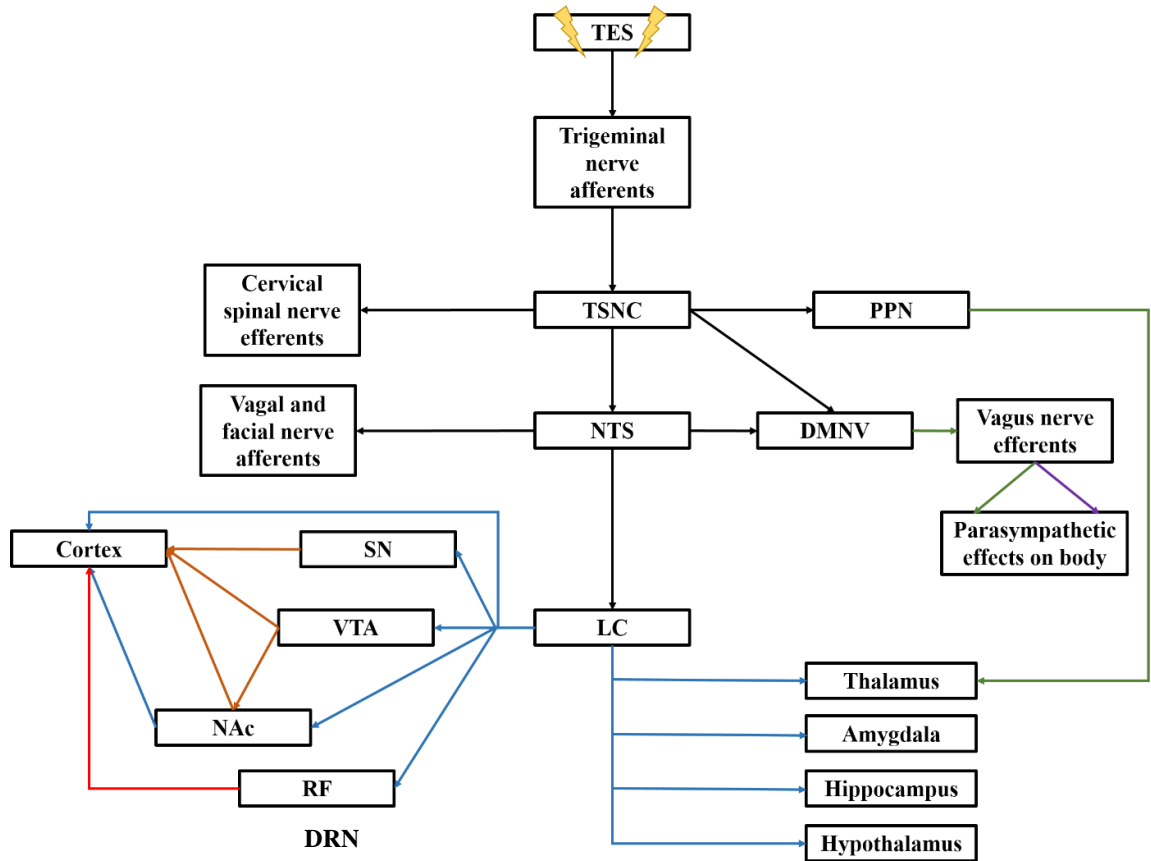 TES
Trigeminal
nerve
afferents
Cervical
spinal nerve
efferents
TSNC
PPN
Vagal and
facial nerve
afferents
NTS
DMNV
Vagus nerve
efferents
Parasympathetic
effects on body
Cortex
SN
VTA
LC
NAc
RF
DRN
Thalamus
Amygdala
Hippocampus
Hypothalamus